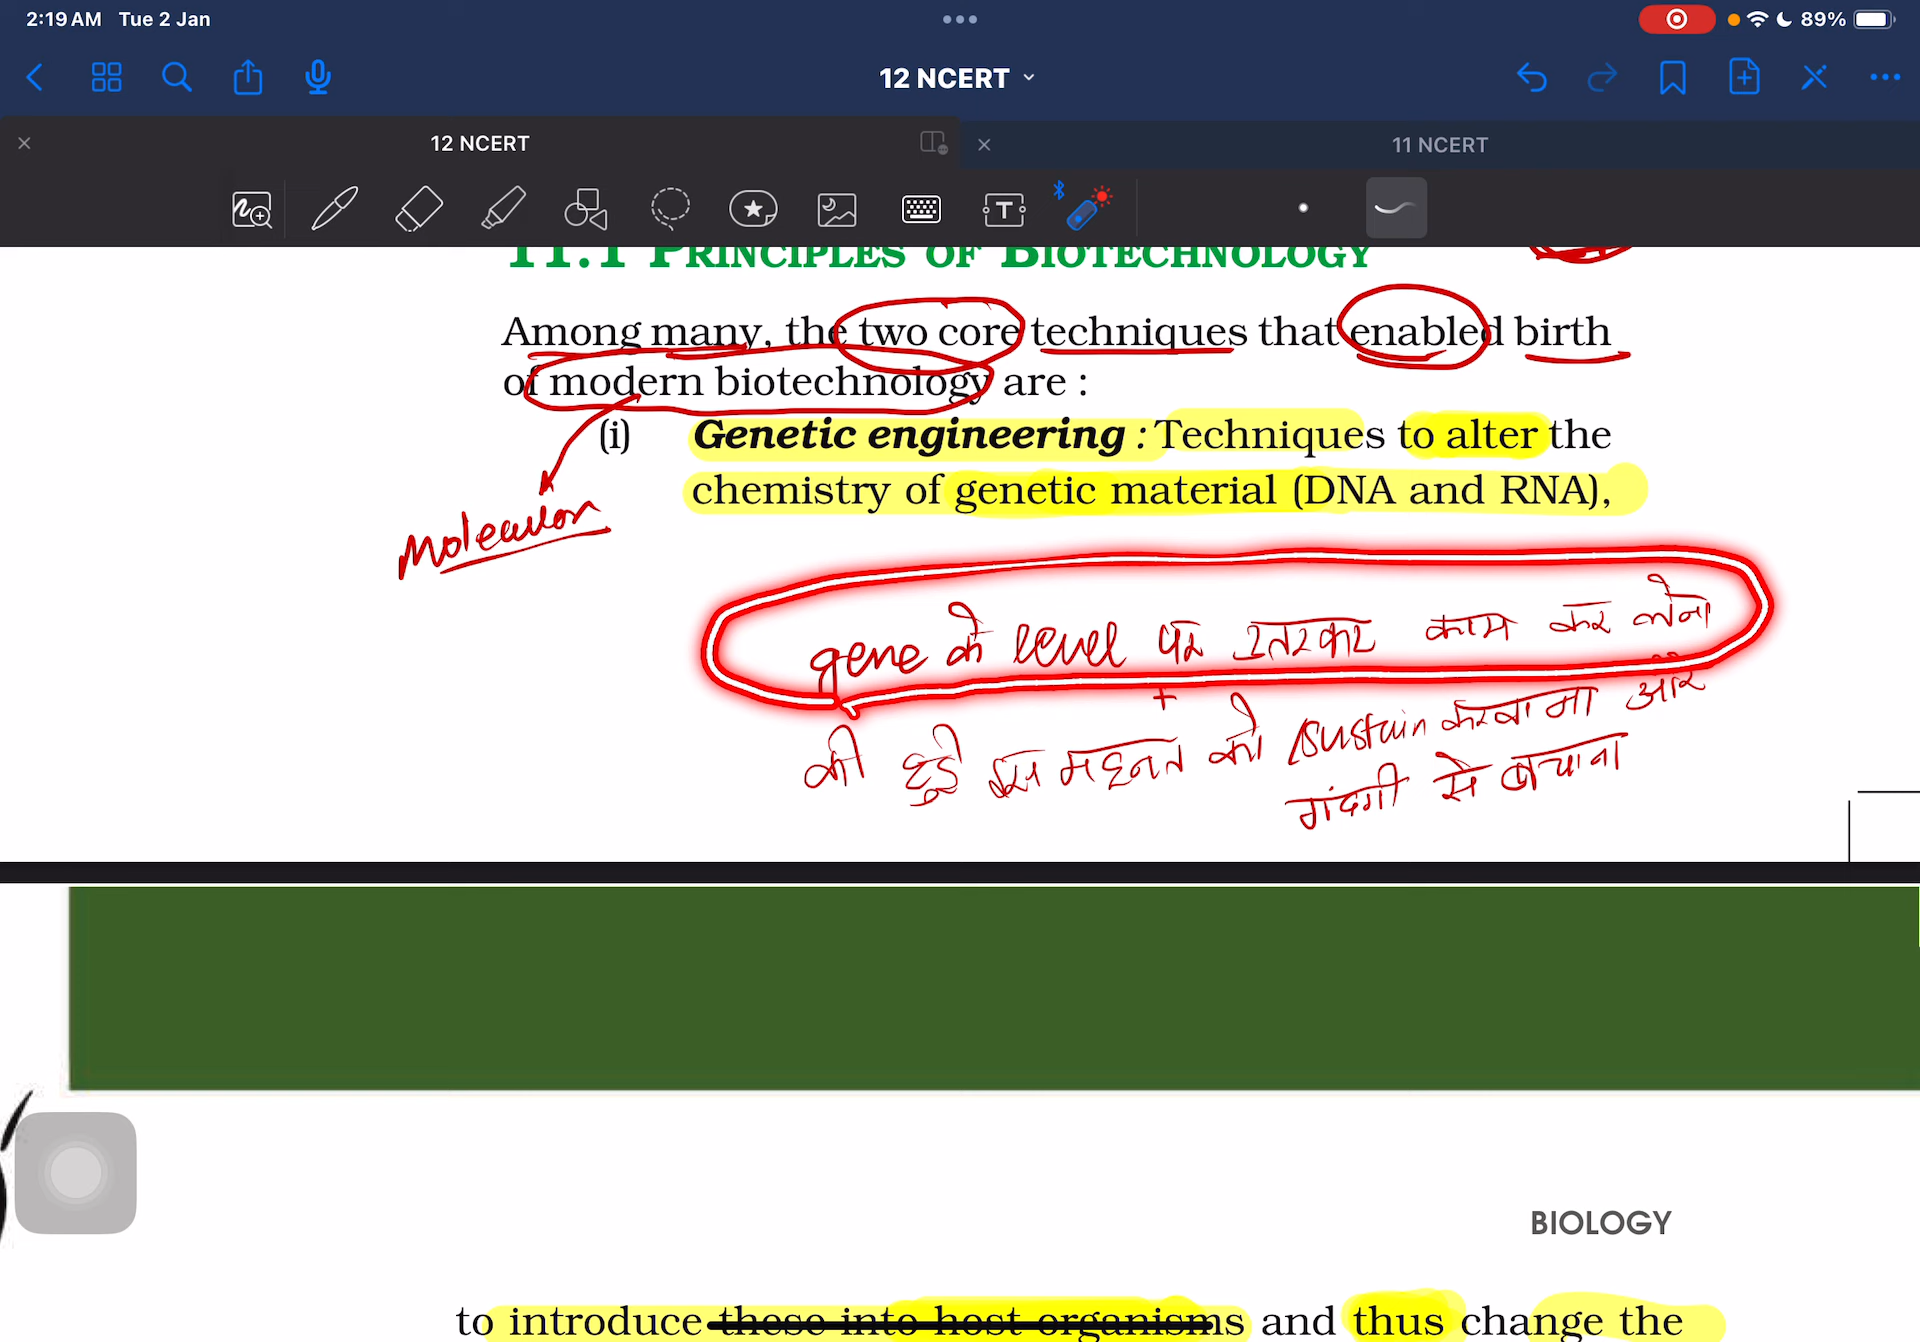 2:19 AM Tue 2 Jan
89%
12 NCERT
12 NCERT
11 NCERT
11.1 PRINCIPLES OF BIOTECHNOLOGY
Among many, the two core techniques that enabled birth
of modern biotechnology are :
(i) Genetic engineering : Techniques to alter the
chemistry of genetic material (DNA and RNA),
Molecular
gene के level पर उतरकर काम कर लेना
+
की हुई इस महनत को sustain करवाना और
गंदगी से बचाना
BIOLOGY
to introduce these into host organisms and thus change the